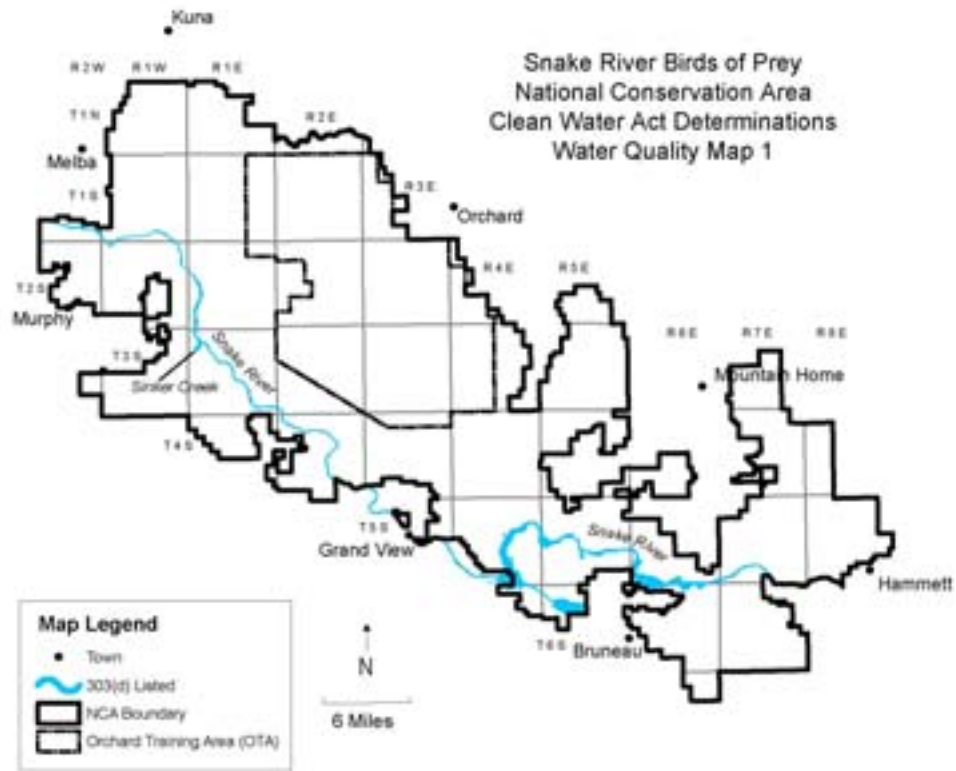 Kuna
Snake River Birds of Prey
National Conservation Area
Clean Water Act Determinations
Water Quality Map 1
R2W R1W R1E
T1N
R2E
Melba
T1S
R3E
Orchard
R4E R5E
T2S
Murphy
R6E R7E R8E
T3S
Sinker Creek
Snake River
Mountain Home
T4S
T5S
Grand View
Snake River
Hammett
T6S
Bruneau
Map Legend
Town
303(d) Listed
NCA Boundary
Orchard Training Area (OTA)
N
6 Miles